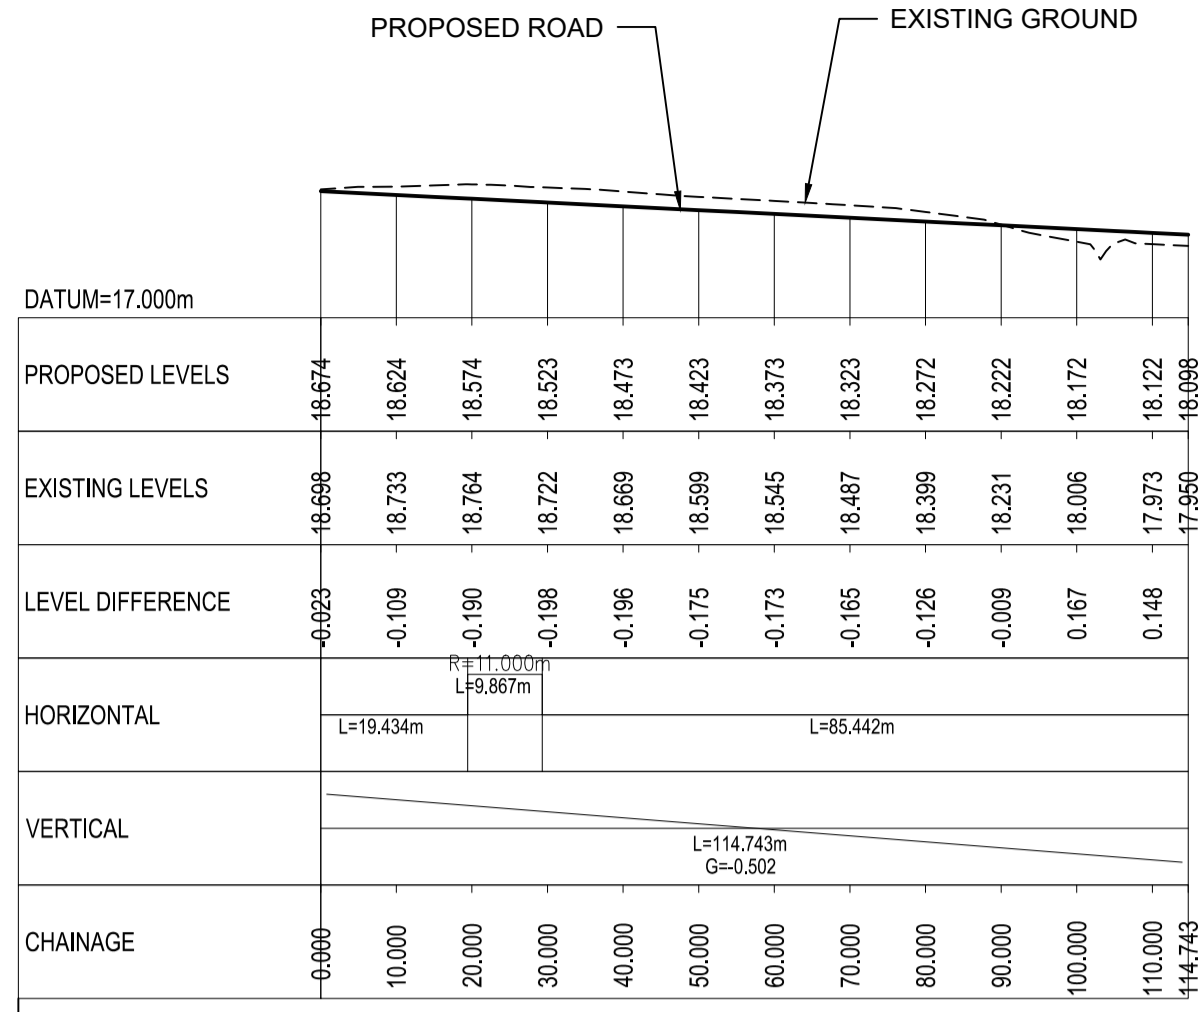 PROPOSED ROAD
EXISTING GROUND
DATUM=17.000m
PROPOSED LEVELS 18.674 18.624 18.574 18.523 18.473 18.423 18.373 18.323 18.272 18.222 18.172 18.122 18.098
EXISTING LEVELS 18.698 18.733 18.764 18.722 18.669 18.599 18.545 18.487 18.399 18.231 18.006 17.973 17.950
LEVEL DIFFERENCE -0.023 -0.109 -0.190 -0.198 -0.196 -0.175 -0.173 -0.165 -0.126 -0.009 0.167 0.148
R=11.000m
L=9.867m
HORIZONTAL
L=19.434m
L=85.442m
VERTICAL
L=114.743m
G=-0.502
CHAINAGE 0.000 10.000 20.000 30.000 40.000 50.000 60.000 70.000 80.000 90.000 100.000 110.000 114.743